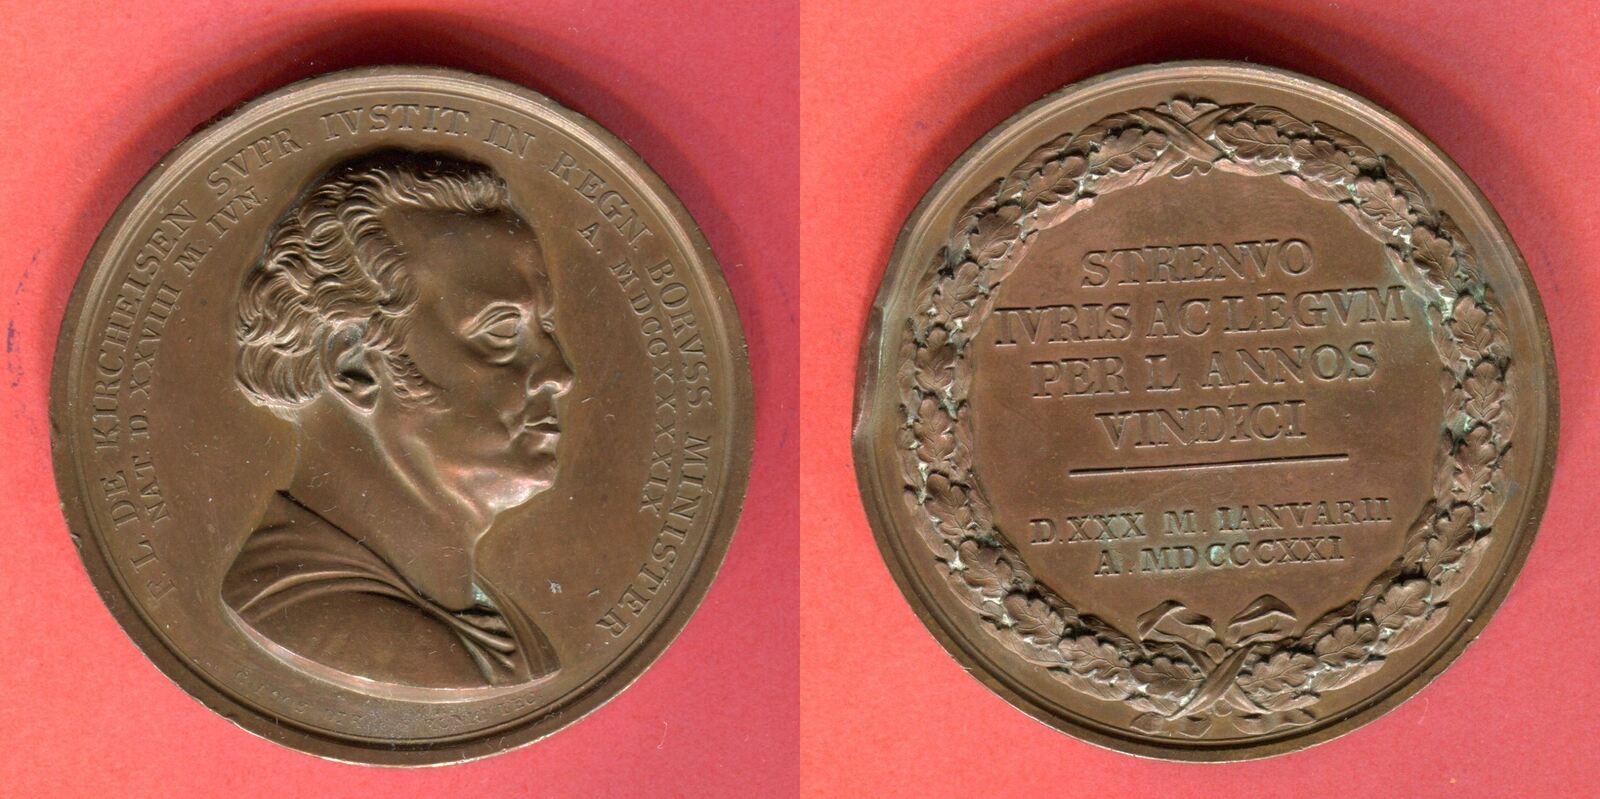 F. L. DE KIRCHEISEN SVPR. IVSTIT. IN REGN. BORVSS. MINISTER
NAT. D. XXVIII M. IVN. A. MDCCXXXXIX
STRENVO
IVRIS AC LEGVM
PER L ANNOS
VINDICI
D. XXX M. IANVARII
A. MDCCCXXI